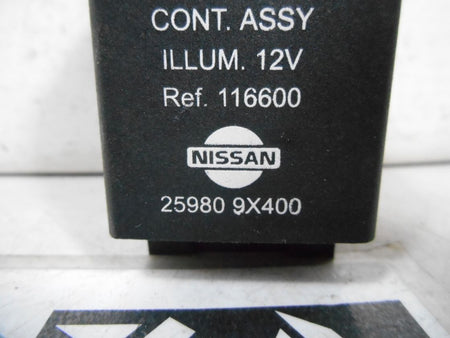 CONT. ASSY
ILLUM. 12V
Ref. 116600
NISSAN
25980 9X400